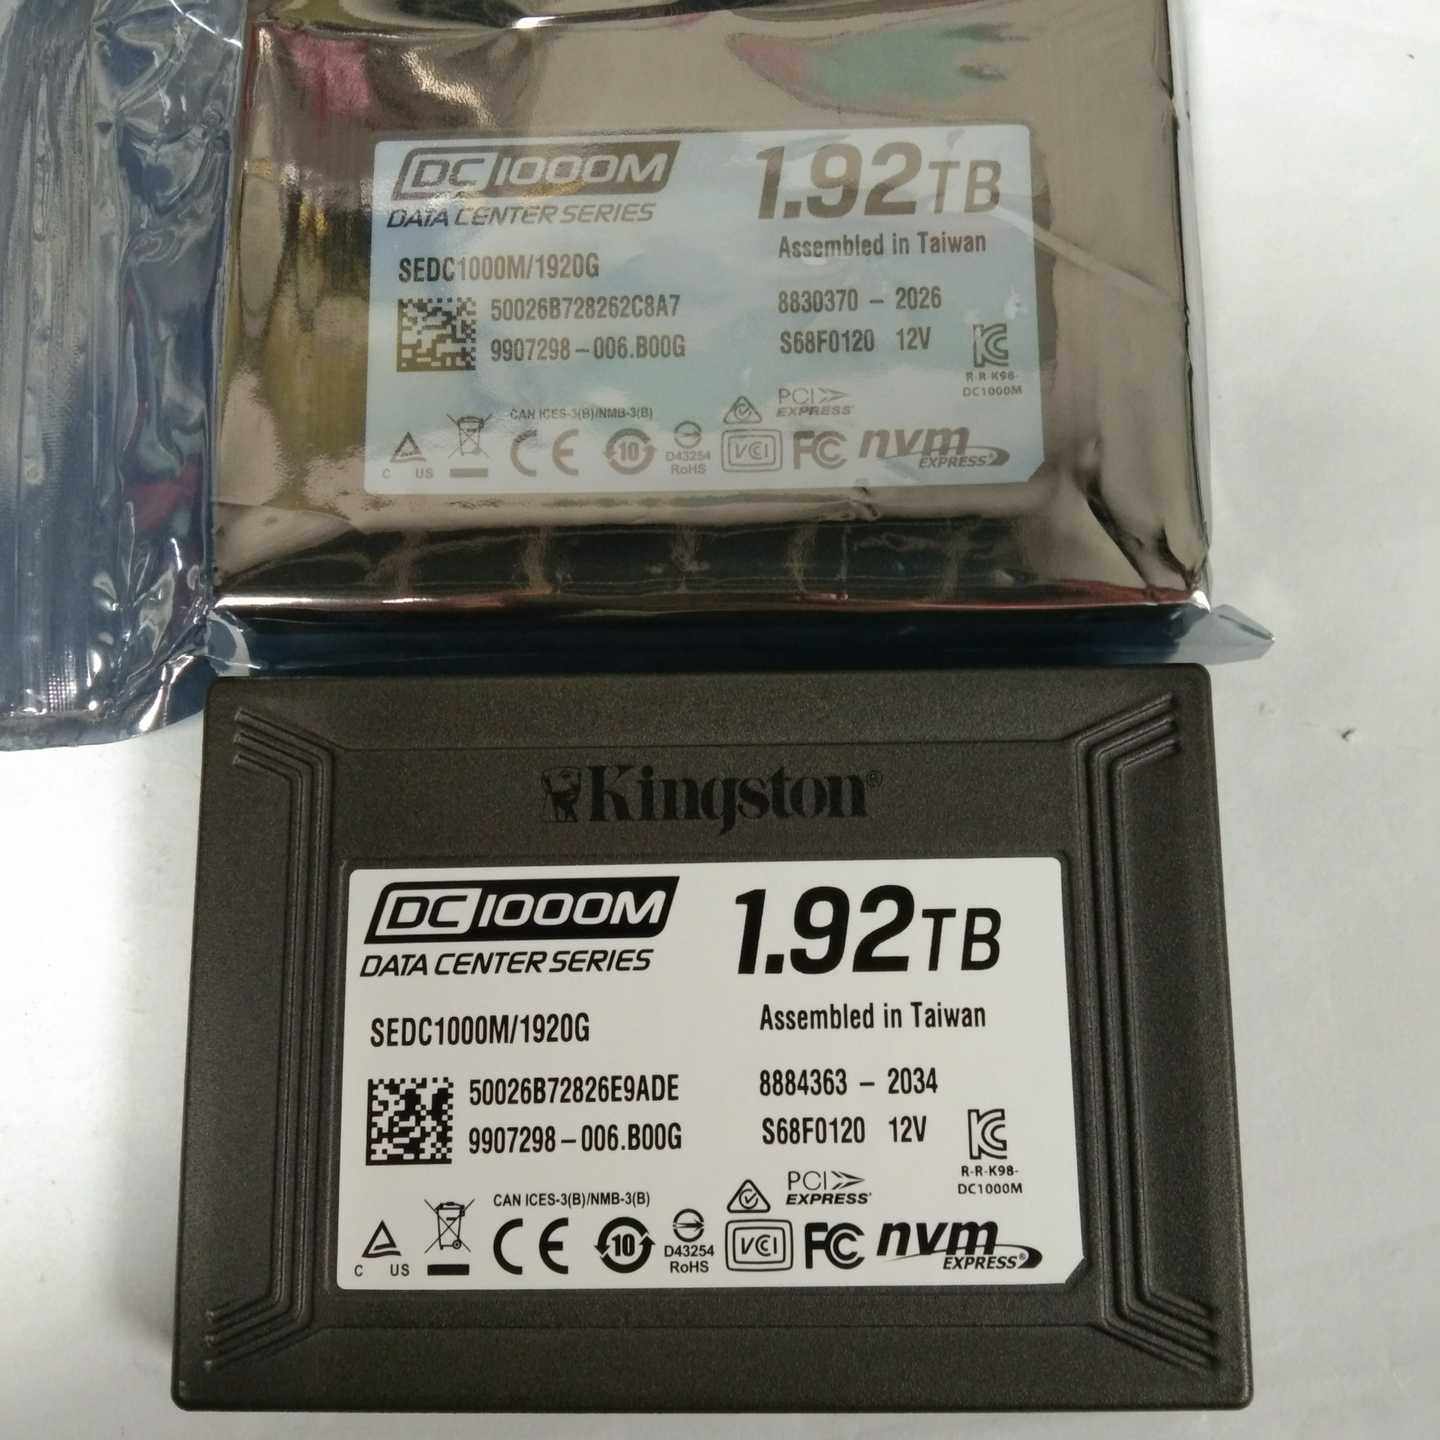 DC1000M 1.92TB
DATA CENTER SERIES
Assembled in Taiwan
SEDC1000M/1920G
50026B728262C8A7 8830370 - 2026
9907298-006.B00G S68F0120 12V
R-R-K98-
DC1000M
PCI
EXPRESS
CAN ICES-3(B)/NMB-3(B)
C US CE 10 D43254
RoHS
VCCI FC nvm
EXPRESS
Kingston®
DC1000M 1.92TB
DATA CENTER SERIES
SEDC1000M/1920G Assembled in Taiwan
50026B72826E9ADE 8884363 - 2034
9907298-006.B00G S68F0120 12V
R-R-K98-
DC1000M
PCI
EXPRESS
CAN ICES-3(B)/NMB-3(B)
C US CE 10 D43254
RoHS
VCI FC nvm
EXPRESS